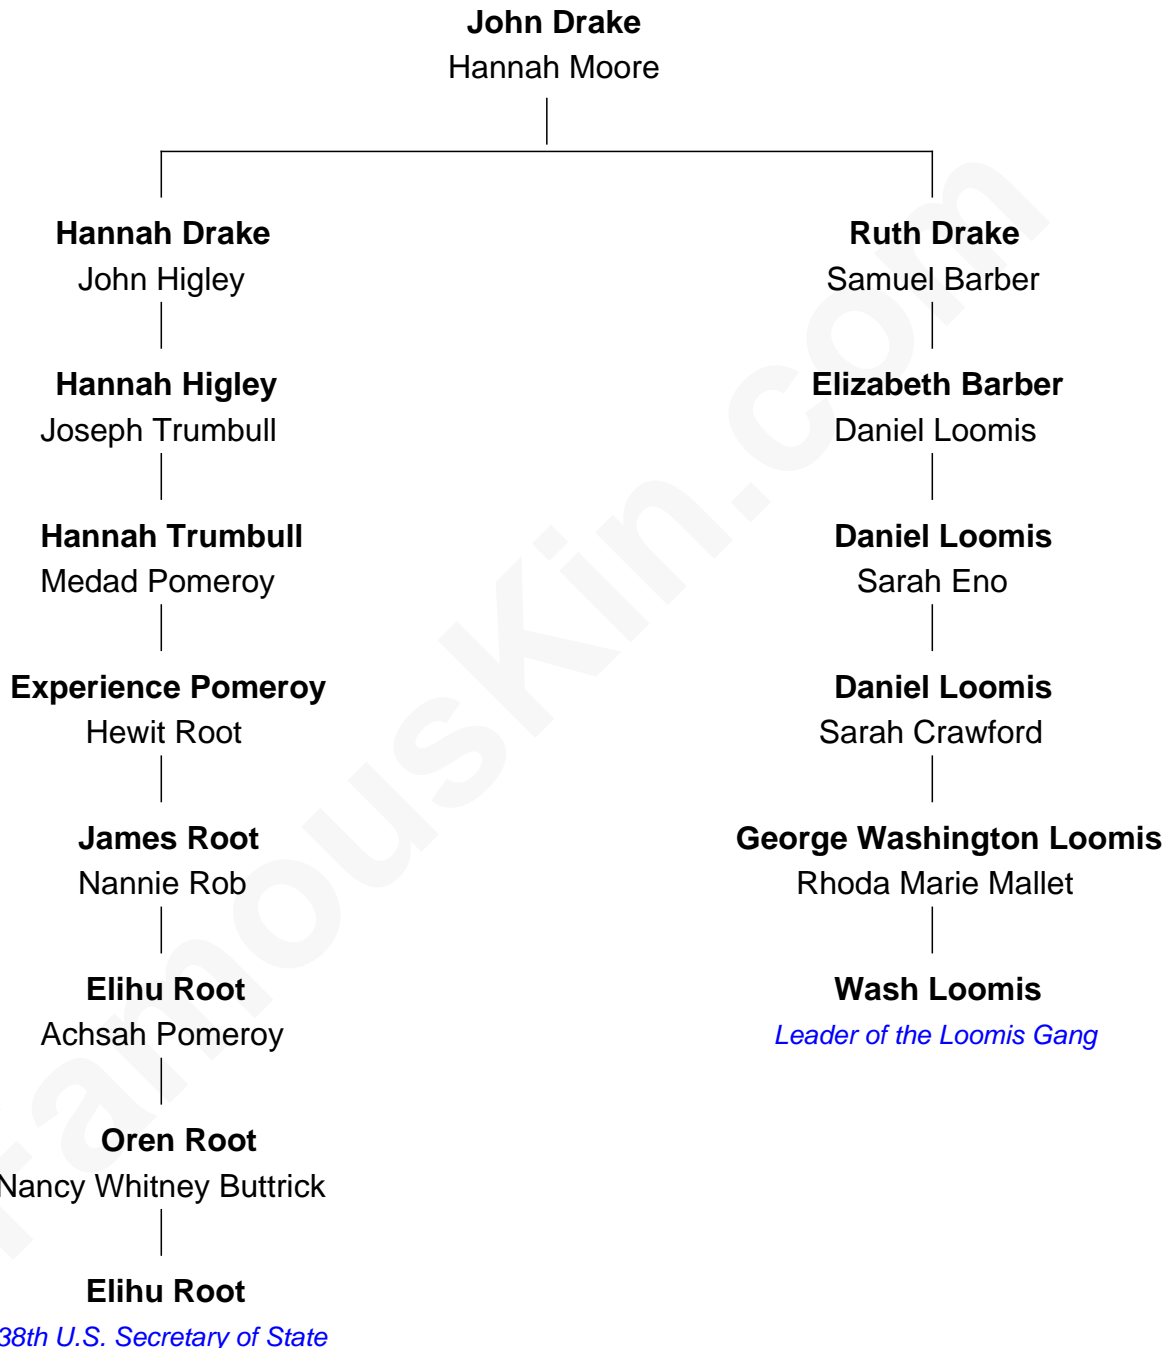 John Drake
Hannah Moore
Hannah Drake
John Higley
Hannah Higley
Joseph Trumbull
Hannah Trumbull
Medad Pomeroy
Experience Pomeroy
Hewit Root
James Root
Nannie Rob
Elihu Root
Achsah Pomeroy
Oren Root
Nancy Whitney Buttrick
Elihu Root
38th U.S. Secretary of State
Ruth Drake
Samuel Barber
Elizabeth Barber
Daniel Loomis
Daniel Loomis
Sarah Eno
Daniel Loomis
Sarah Crawford
George Washington Loomis
Rhoda Marie Mallet
Wash Loomis
Leader of the Loomis Gang
FamousKin.com